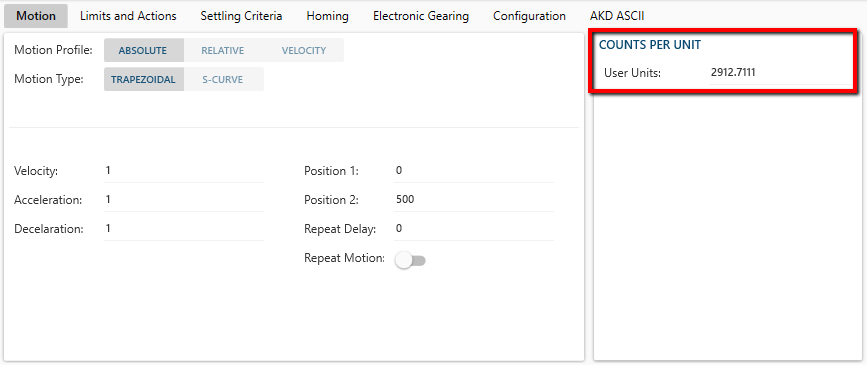 Motion Limits and Actions Settling Criteria Homing Electronic Gearing Configuration AKD ASCII
Motion Profile: ABSOLUTE RELATIVE VELOCITY
Motion Type: TRAPEZOIDAL S-CURVE
Velocity: 1
Acceleration: 1
Decelaration: 1
Position 1: 0
Position 2: 500
Repeat Delay: 0
Repeat Motion:
COUNTS PER UNIT
User Units: 2912.7111